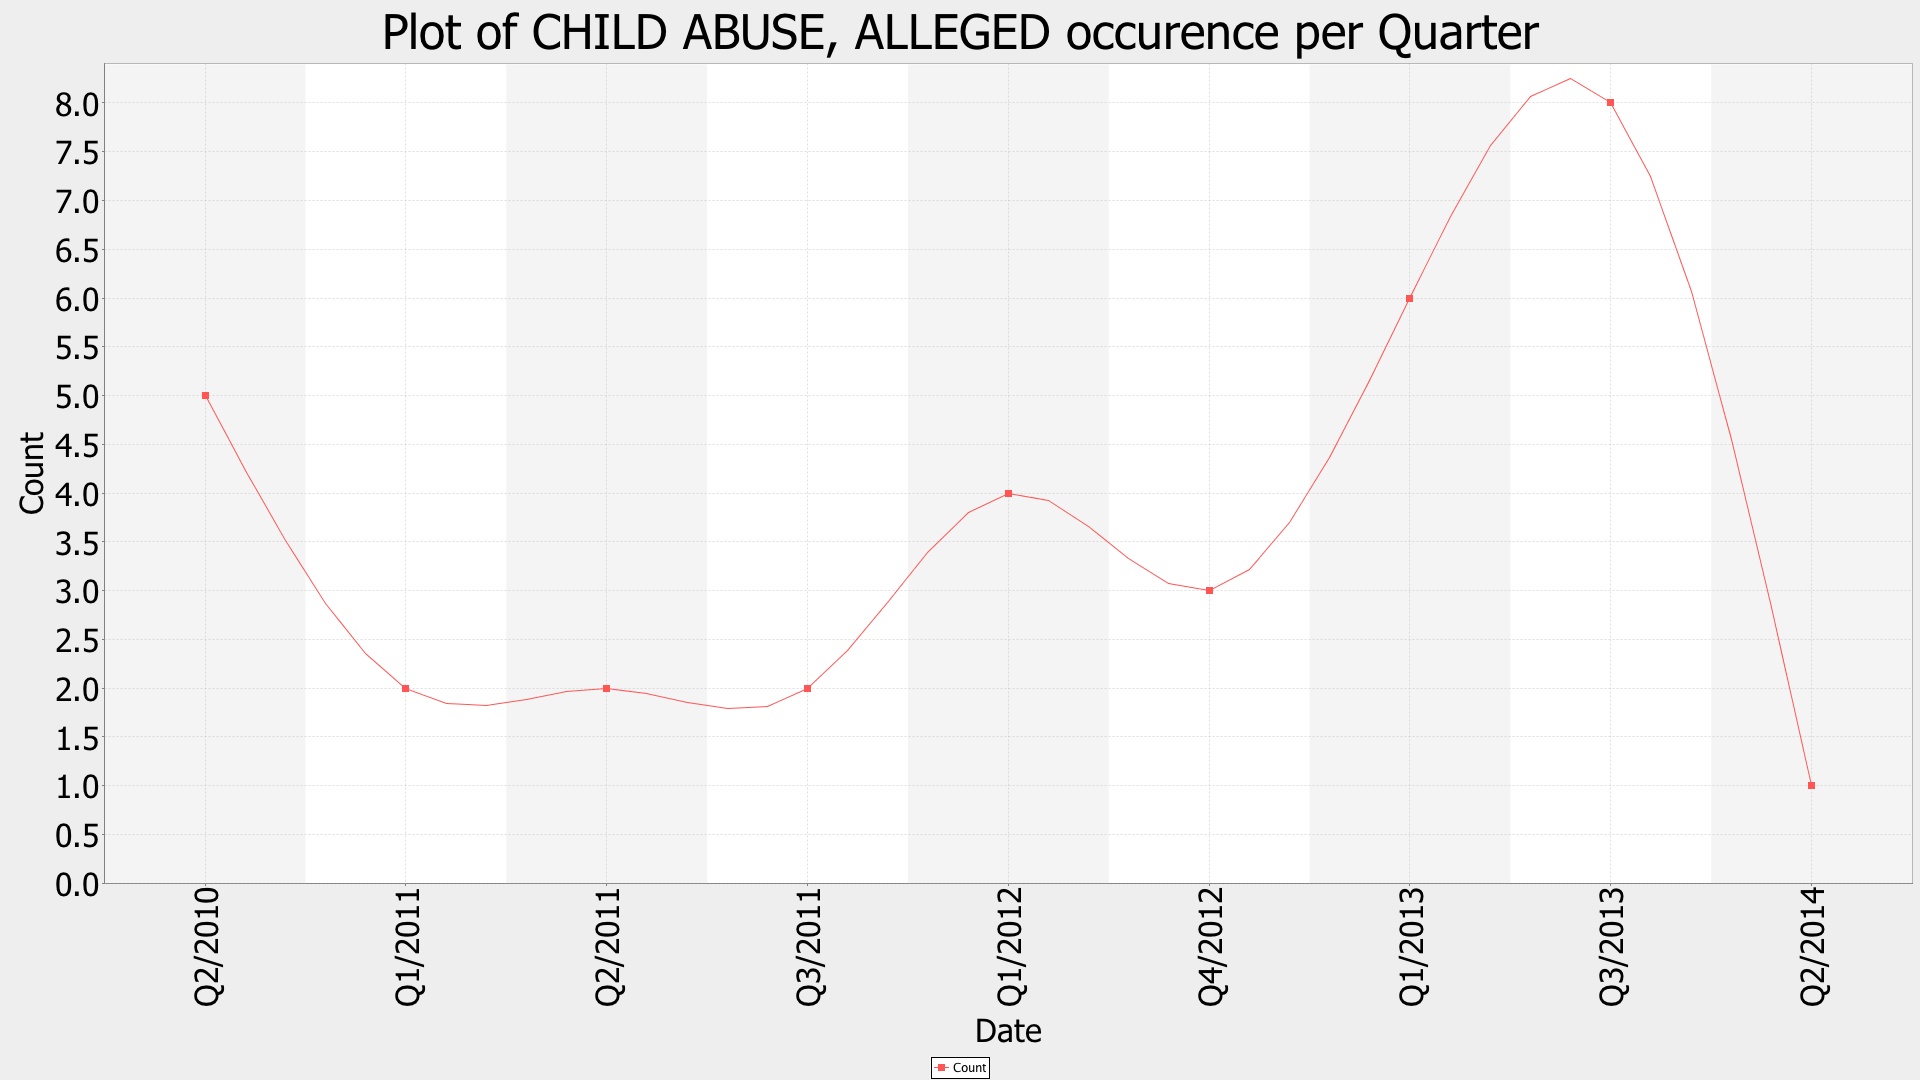 Plot of CHILD ABUSE, ALLEGED occurence per Quarter
8.0
7.5
7.0
6.5
6.0
5.5
5.0
4.5
4.0
3.5
3.0
2.5
2.0
1.5
1.0
0.5
0.0
Count
Q2/2010
Q1/2011
Q2/2011
Q3/2011
Q1/2012
Q4/2012
Q1/2013
Q3/2013
Q2/2014
Date
Count